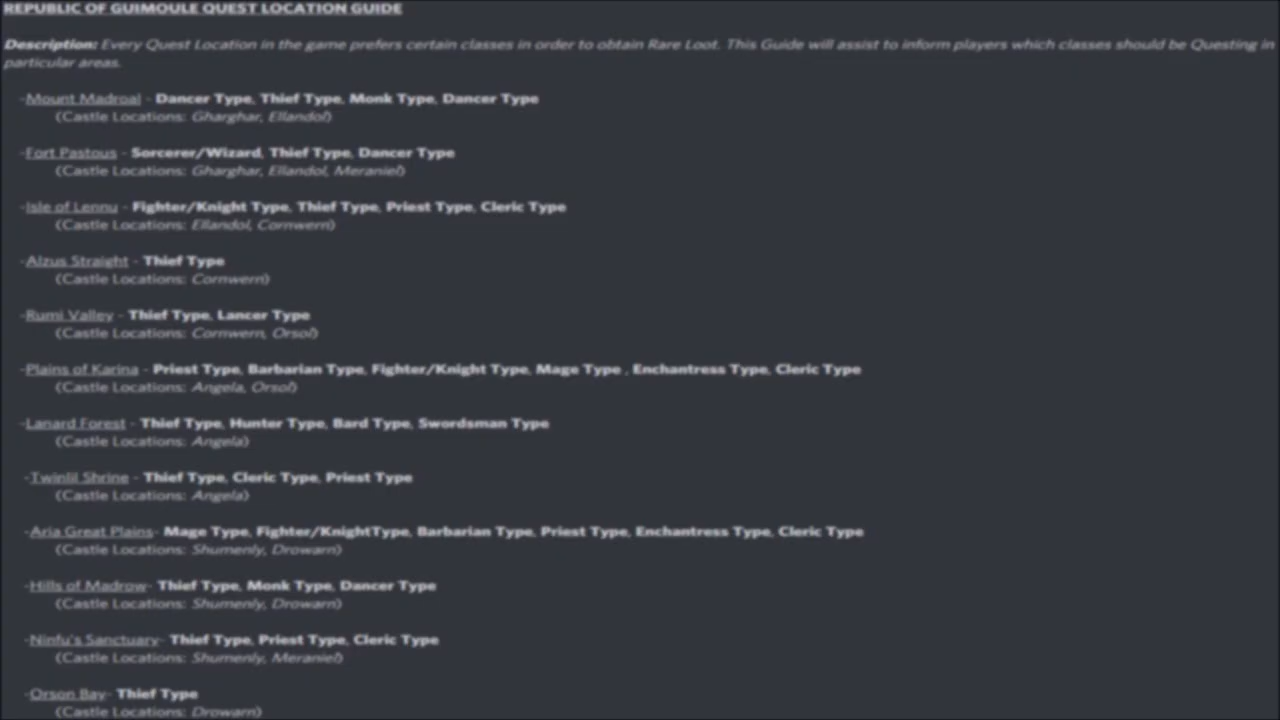 REPUBLIC OF GUIMOULE QUEST LOCATION GUIDE
Description: Every Quest Location in the game prefers certain classes in order to obtain Rare Loot. This Guide will assist to inform players which classes should be Questing in
particular areas.
-Mount Madroal - Dancer Type, Thief Type, Monk Type, Dancer Type
(Castle Locations: Gharghar, Ellandol)
-Fort Pastous - Sorcerer/Wizard, Thief Type, Dancer Type
(Castle Locations: Gharghar, Ellandol, Meraniel)
-Isle of Lennu - Fighter/Knight Type, Thief Type, Priest Type, Cleric Type
(Castle Locations: Ellandol, Cornwern)
-Alzus Straight - Thief Type
(Castle Locations: Cornwern)
-Rumi Valley - Thief Type, Lancer Type
(Castle Locations: Cornwern, Orsol)
-Plains of Karina - Priest Type, Barbarian Type, Fighter/Knight Type, Mage Type , Enchantress Type, Cleric Type
(Castle Locations: Angela, Orsol)
-Lanard Forest - Thief Type, Hunter Type, Bard Type, Swordsman Type
(Castle Locations: Angela)
-Twinlil Shrine - Thief Type, Cleric Type, Priest Type
(Castle Locations: Angela)
-Aria Great Plains- Mage Type, Fighter/KnightType, Barbarian Type, Priest Type, Enchantress Type, Cleric Type
(Castle Locations: Shumenly, Drowarn)
-Hills of Madrow- Thief Type, Monk Type, Dancer Type
(Castle Locations: Shumenly, Drowarn)
-Ninfu's Sanctuary- Thief Type, Priest Type, Cleric Type
(Castle Locations: Shumenly, Meraniel)
-Orson Bay- Thief Type
(Castle Locations: Drowarn)